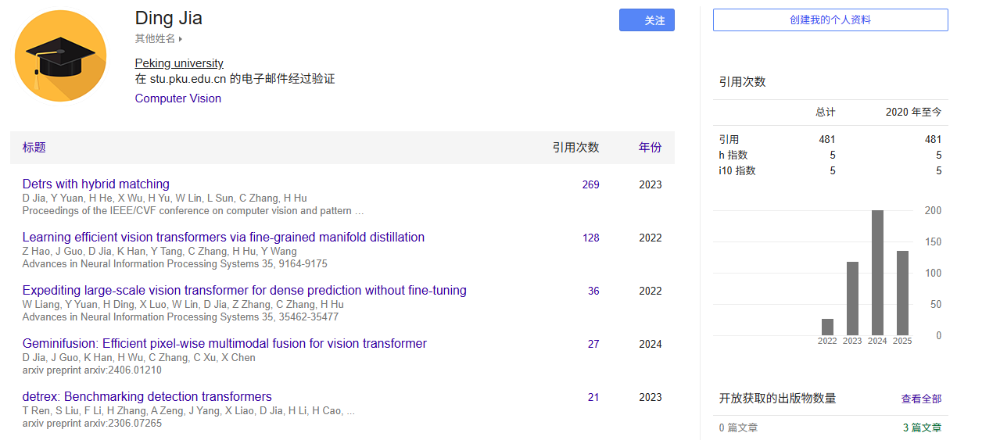 Ding Jia
关注
其他姓名
Peking university
在 stu.pku.edu.cn 的电子邮件经过验证
Computer Vision
标题 引用次数 年份
Detrs with hybrid matching 269 2023
D Jia, Y Yuan, H He, X Wu, H Yu, W Lin, L Sun, C Zhang, H Hu
Proceedings of the IEEE/CVF conference on computer vision and pattern …
Learning efficient vision transformers via fine-grained manifold distillation 128 2022
Z Hao, J Guo, D Jia, K Han, Y Tang, C Zhang, H Hu, Y Wang
Advances in Neural Information Processing Systems 35, 9164-9175
Expediting large-scale vision transformer for dense prediction without fine-tuning 36 2022
W Liang, Y Yuan, H Ding, X Luo, W Lin, D Jia, Z Zhang, C Zhang, H Hu
Advances in Neural Information Processing Systems 35, 35462-35477
Geminifusion: Efficient pixel-wise multimodal fusion for vision transformer 27 2024
D Jia, J Guo, K Han, H Wu, C Zhang, C Xu, X Chen
arxiv preprint arxiv:2406.01210
detrex: Benchmarking detection transformers 21 2023
T Ren, S Liu, F Li, H Zhang, A Zeng, J Yang, X Liao, D Jia, H Li, H Cao, ...
arxiv preprint arxiv:2306.07265
创建我的个人资料
引用次数
总计 2020 年至今
引用 481 481
h 指数 5 5
i10 指数 5 5
200
150
100
50
0
2022 2023 2024 2025
开放获取的出版物数量 查看全部
0 篇文章 3 篇文章